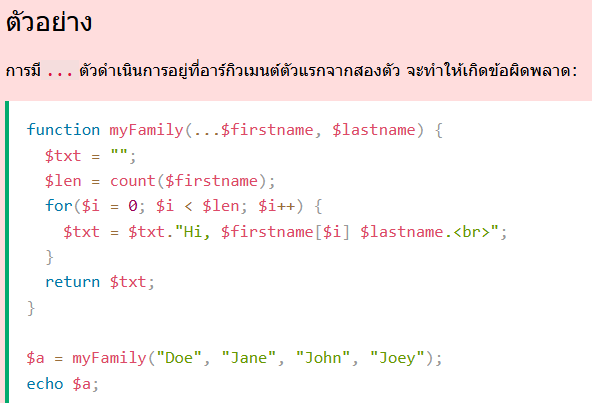 ตัวอย่าง
การมี ... ตัวดำเนินการอยู่ที่อาร์กิวเมนต์ตัวแรกจากสองตัว จะทำให้เกิดข้อผิดพลาด:
function myFamily(...$firstname, $lastname) {
  $txt = "";
  $len = count($firstname);
  for($i = 0; $i < $len; $i++) {
    $txt = $txt."Hi, $firstname[$i] $lastname.<br>";
  }
  return $txt;
}

$a = myFamily("Doe", "Jane", "John", "Joey");
echo $a;